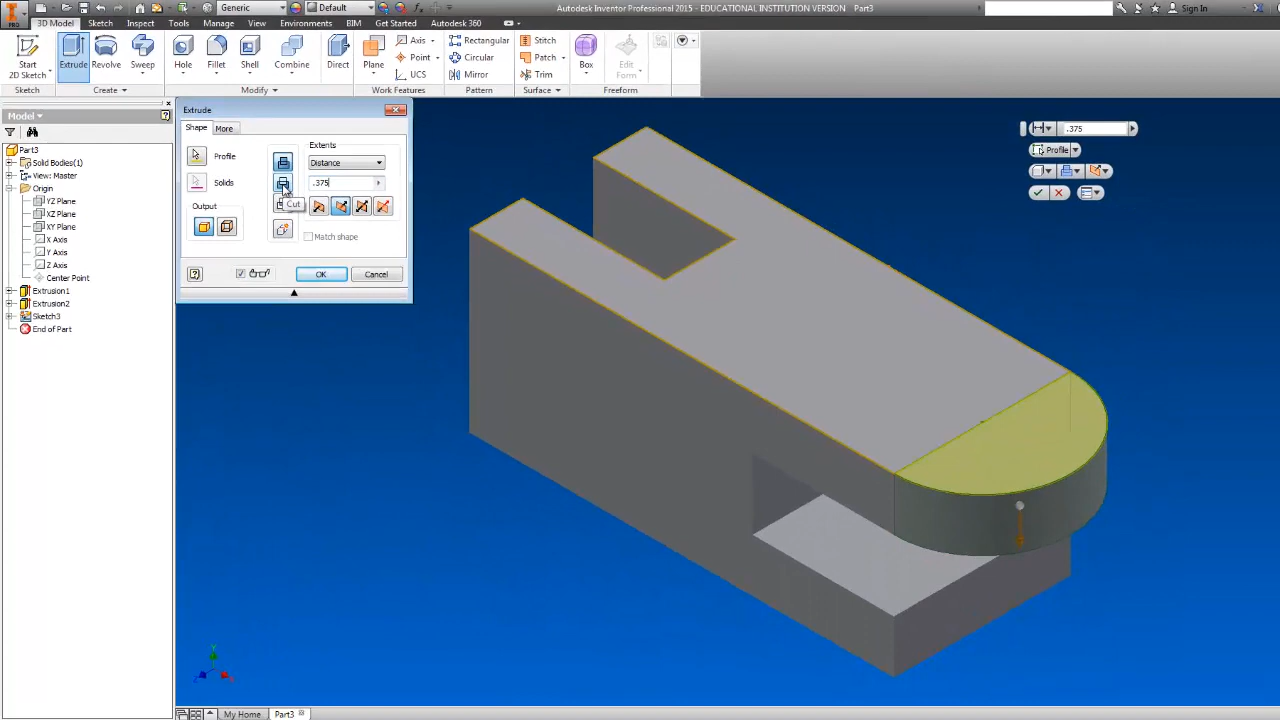 PRO
Generic
Default
Autodesk Inventor Professional 2015 - EDUCATIONAL INSTITUTION VERSION Part3
Sign In
3D Model Sketch Inspect Tools Manage View Environments BIM Get Started Autodesk 360
Start
2D Sketch
Extrude
Revolve
Sweep
Hole
Fillet
Shell
Combine
Direct
Plane
Axis
Point
UCS
Rectangular
Circular
Mirror
Stitch
Patch
Trim
Box
Edit
Form
Create
Modify
Work Features
Pattern
Surface
Freeform
Model
Part3
Solid Bodies(1)
View: Master
Origin
YZ Plane
XZ Plane
XY Plane
X Axis
Y Axis
Z Axis
Center Point
Extrusion1
Extrusion2
Sketch3
End of Part
Extrude
Shape More
Profile
Solids
Output
Extents
Distance
.375
Cut
Match shape
OK
Cancel
.375
Profile
My Home
Part3